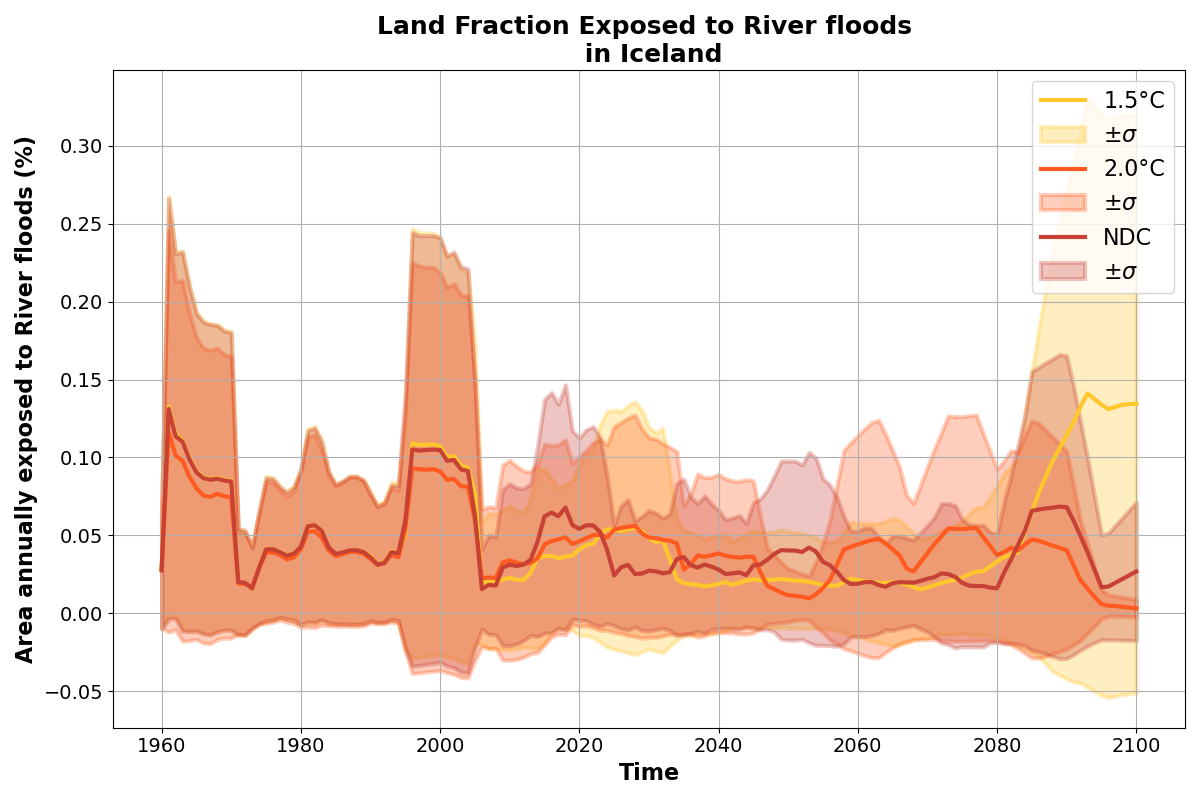 Land Fraction Exposed to River floods
in Iceland
Area annually exposed to River floods (%)
0.30
0.25
0.20
0.15
0.10
0.05
0.00
−0.05
1960
1980
2000
2020
2040
2060
2080
2100
Time
1.5°C
±σ
2.0°C
±σ
NDC
±σ